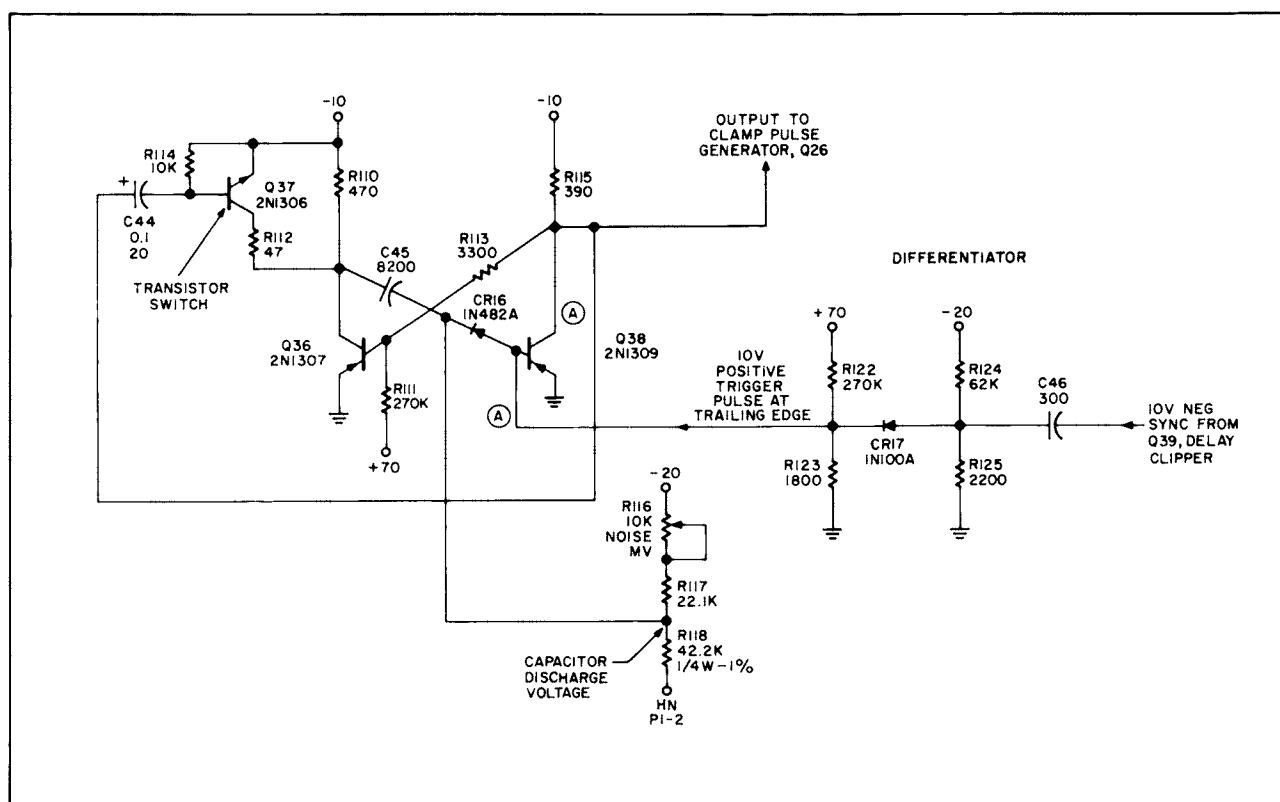 -10
-10
OUTPUT TO
CLAMP PULSE
GENERATOR, Q26
R114
10K
Q37
2N1306
R110
470
R115
390
+
C44
0.1
20
R112
47
TRANSISTOR
SWITCH
C45
8200
R113
3300
CR16
1N482A
A
Q36
2N1307
Q38
2N1309
R111
270K
+70
A
10V
POSITIVE
TRIGGER
PULSE AT
TRAILING EDGE
DIFFERENTIATOR
+70
-20
R122
270K
R124
62K
C46
300
10V NEG
SYNC FROM
Q39, DELAY
CLIPPER
CR17
1N100A
R123
1800
R125
2200
-20
R116
10K
NOISE
MV
R117
22.1K
R118
42.2K
1/4W-1%
CAPACITOR
DISCHARGE
VOLTAGE
HN
P1-2